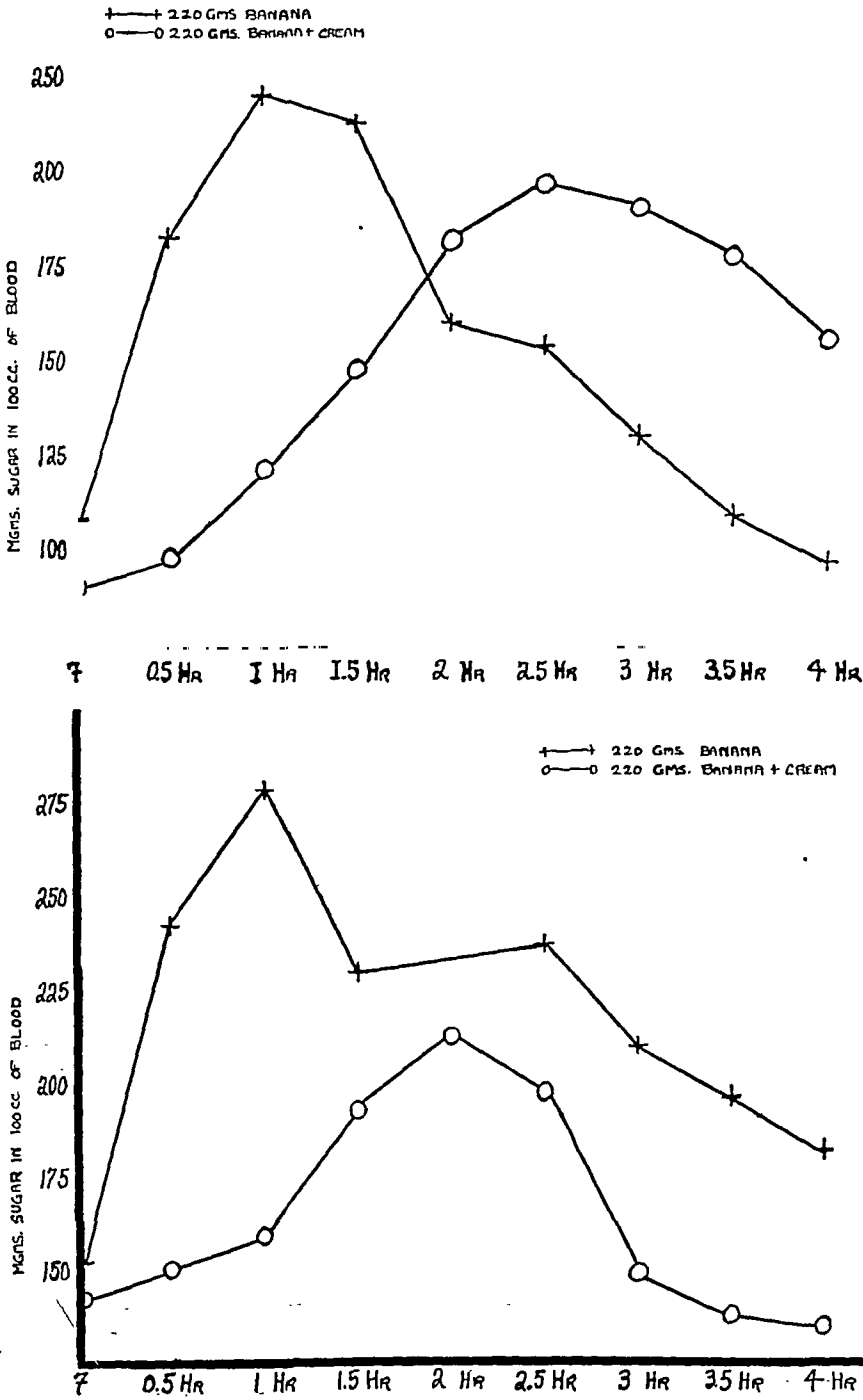 220 GMS BANANA
220 GMS. BANANA + CREAM
250
200
175
150
125
100
MGMS. SUGAR IN 100 CC. OF BLOOD
7 0.5 HR 1 HR 1.5 HR 2 HR 2.5 HR 3 HR 3.5 HR 4 HR
220 GMS. BANANA
220 GMS. BANANA + CREAM
275
250
225
200
175
150
MGMS. SUGAR IN 100 CC OF BLOOD
7 0.5 HR 1 HR 1.5 HR 2 HR 2.5 HR 3 HR 3.5 HR 4 HR